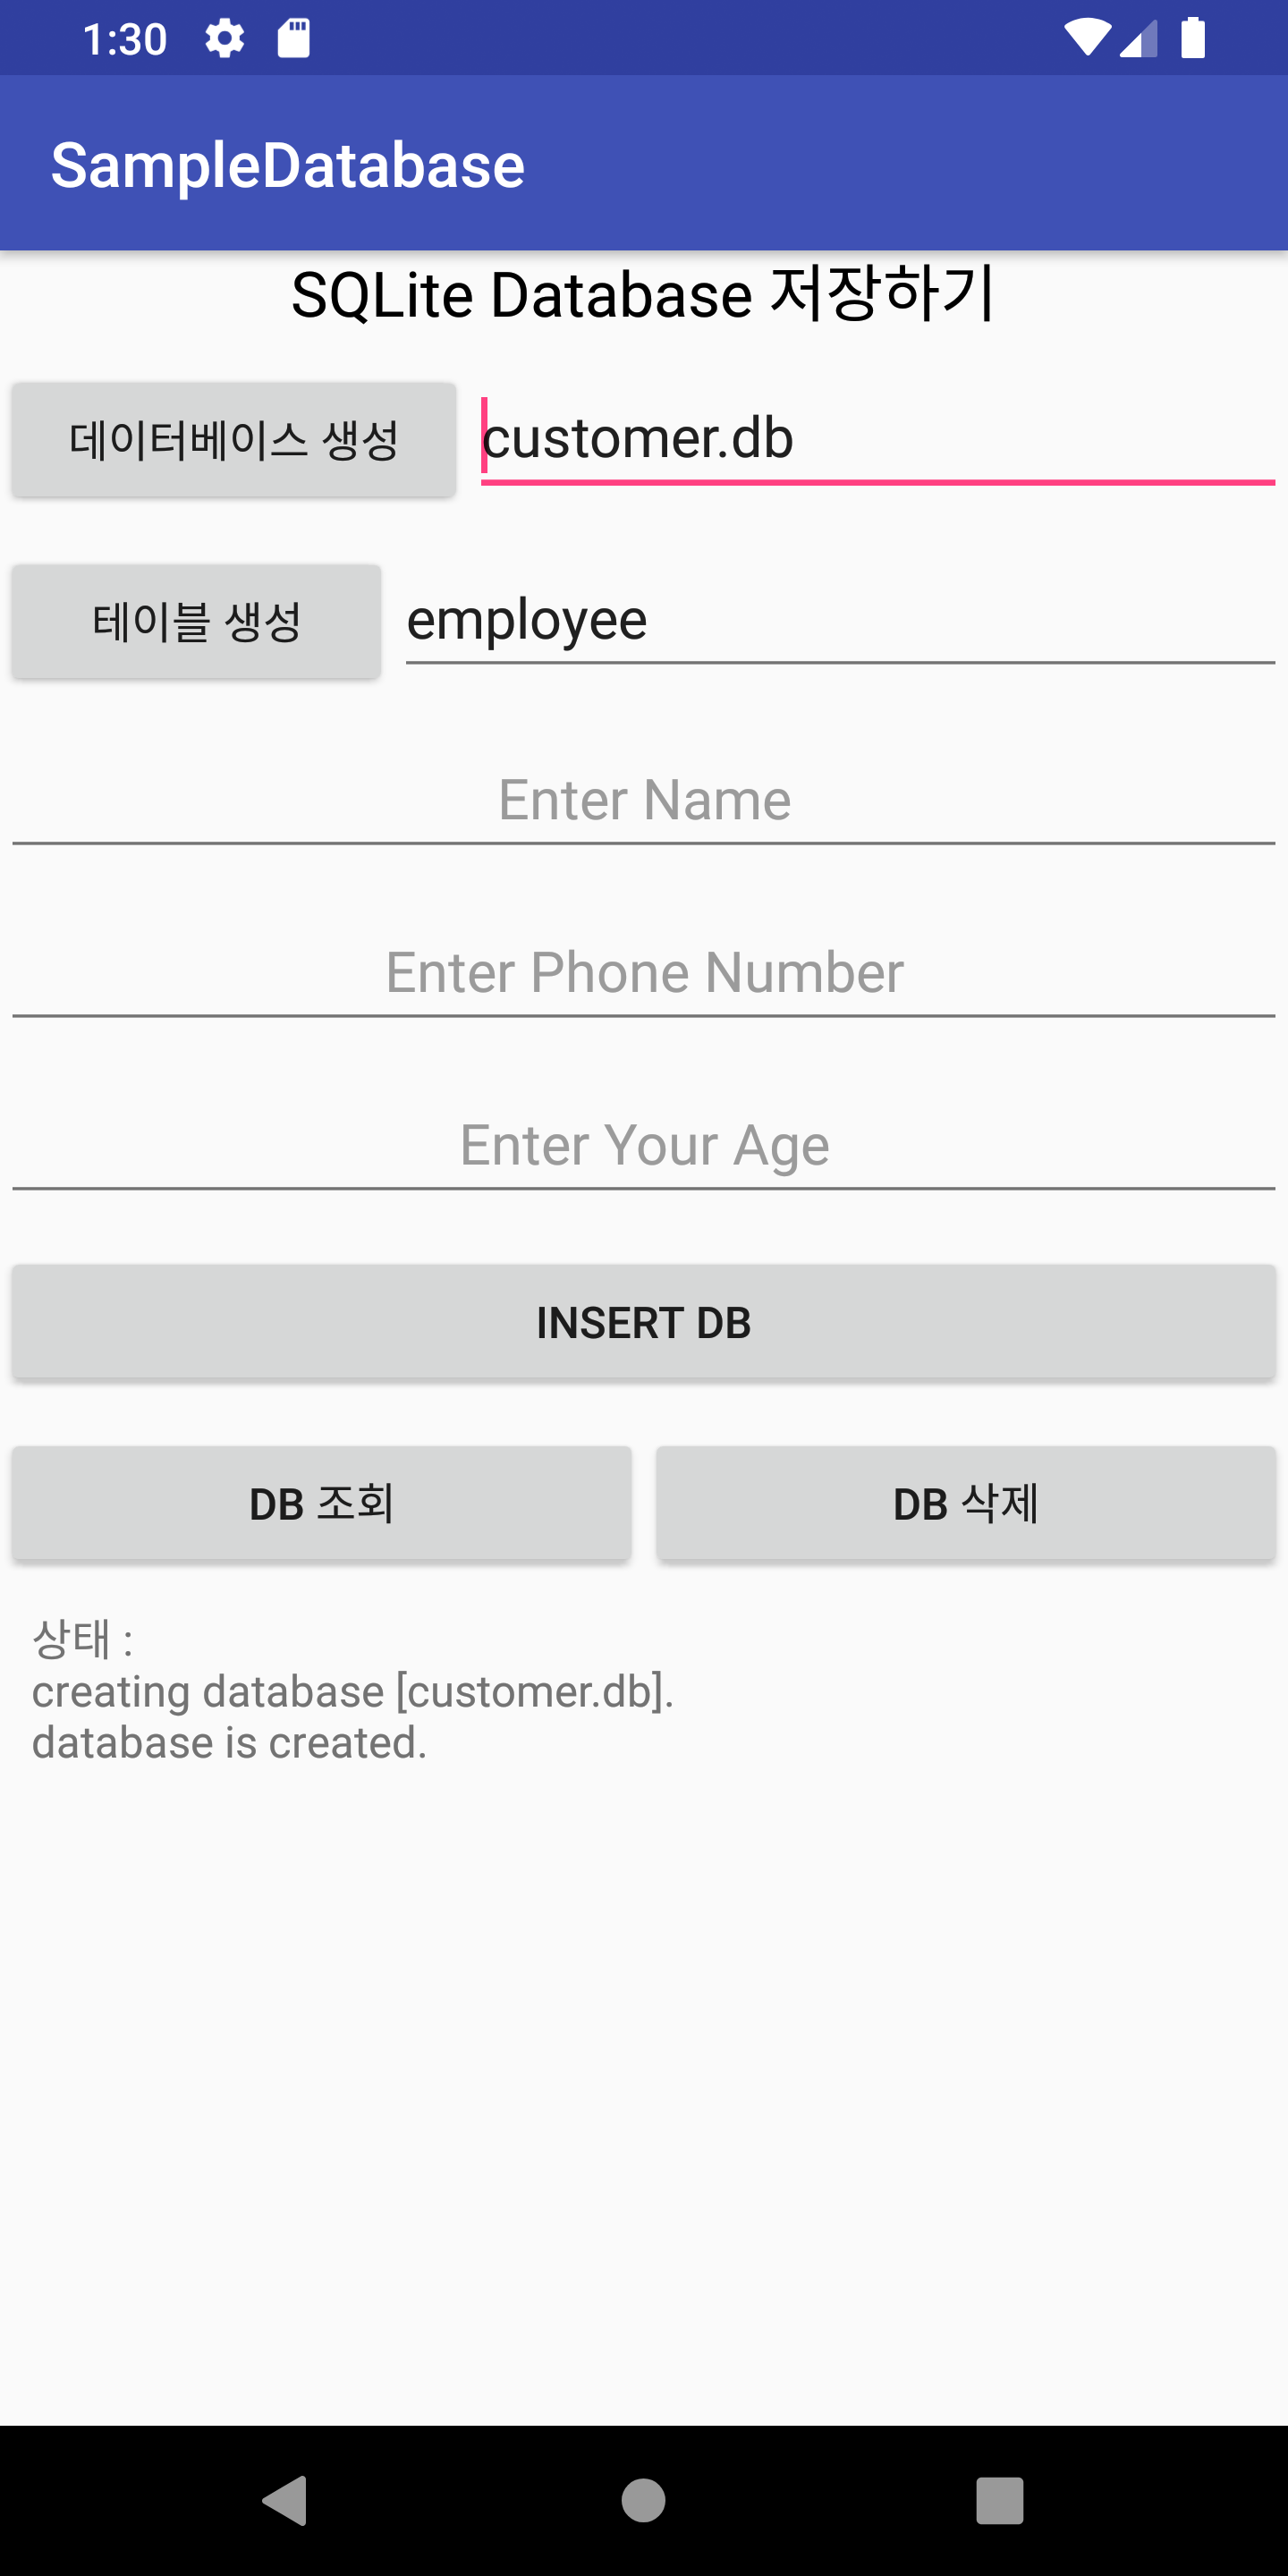 1:30
SampleDatabase
SQLite Database 저장하기
데이터베이스 생성
customer.db
테이블 생성
employee
Enter Name
Enter Phone Number
Enter Your Age
INSERT DB
DB 조회
DB 삭제
상태 :
creating database [customer.db].
database is created.